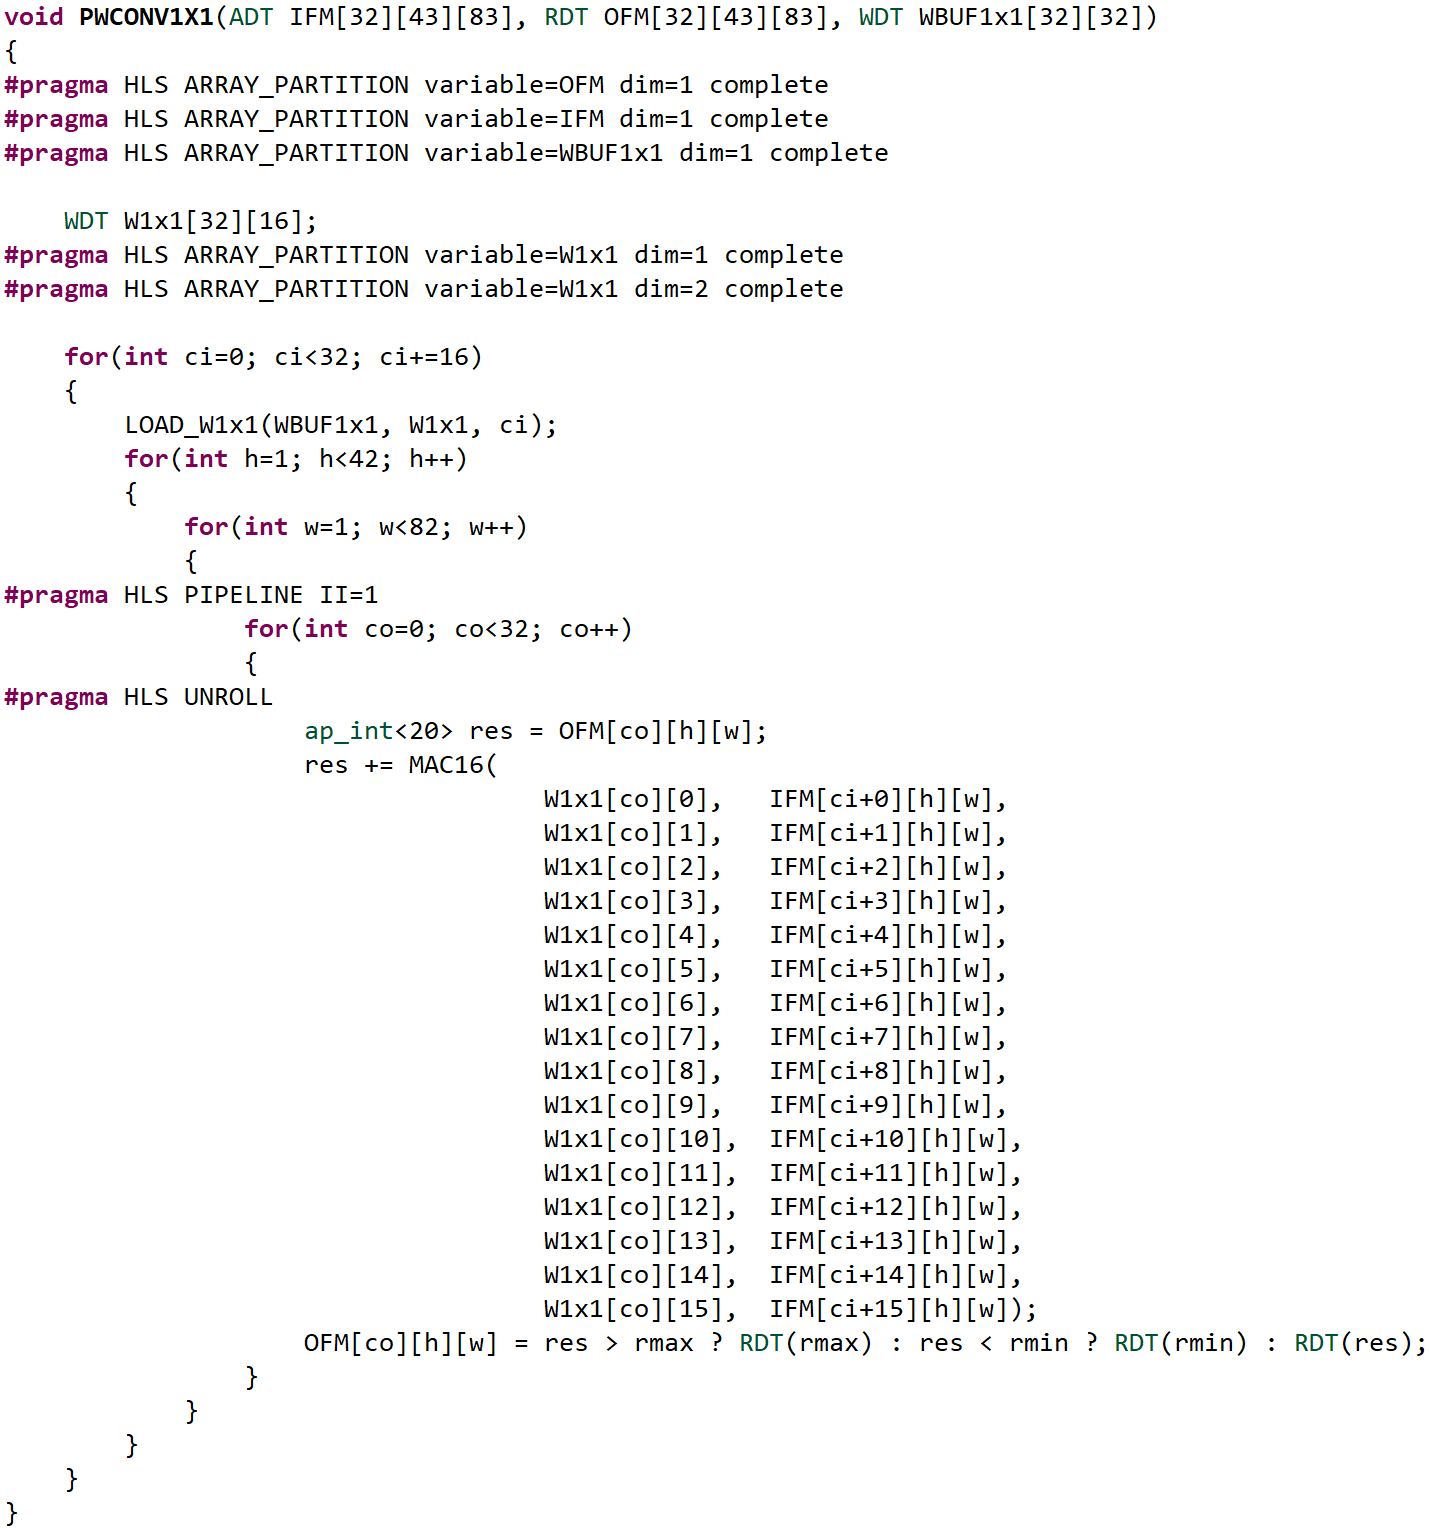 void PWCONV1X1(ADT IFM[32][43][83], RDT OFM[32][43][83], WDT WBUF1x1[32][32])
{
#pragma HLS ARRAY_PARTITION variable=OFM dim=1 complete
#pragma HLS ARRAY_PARTITION variable=IFM dim=1 complete
#pragma HLS ARRAY_PARTITION variable=WBUF1x1 dim=1 complete

    WDT W1x1[32][16];
#pragma HLS ARRAY_PARTITION variable=W1x1 dim=1 complete
#pragma HLS ARRAY_PARTITION variable=W1x1 dim=2 complete

    for(int ci=0; ci<32; ci+=16)
    {
        LOAD_W1x1(WBUF1x1, W1x1, ci);
        for(int h=1; h<42; h++)
        {
            for(int w=1; w<82; w++)
            {
#pragma HLS PIPELINE II=1
                for(int co=0; co<32; co++)
                {
#pragma HLS UNROLL
                    ap_int<20> res = OFM[co][h][w];
                    res += MAC16(
                                    W1x1[co][0],   IFM[ci+0][h][w],
                                    W1x1[co][1],   IFM[ci+1][h][w],
                                    W1x1[co][2],   IFM[ci+2][h][w],
                                    W1x1[co][3],   IFM[ci+3][h][w],
                                    W1x1[co][4],   IFM[ci+4][h][w],
                                    W1x1[co][5],   IFM[ci+5][h][w],
                                    W1x1[co][6],   IFM[ci+6][h][w],
                                    W1x1[co][7],   IFM[ci+7][h][w],
                                    W1x1[co][8],   IFM[ci+8][h][w],
                                    W1x1[co][9],   IFM[ci+9][h][w],
                                    W1x1[co][10],  IFM[ci+10][h][w],
                                    W1x1[co][11],  IFM[ci+11][h][w],
                                    W1x1[co][12],  IFM[ci+12][h][w],
                                    W1x1[co][13],  IFM[ci+13][h][w],
                                    W1x1[co][14],  IFM[ci+14][h][w],
                                    W1x1[co][15],  IFM[ci+15][h][w]);
                    OFM[co][h][w] = res > rmax ? RDT(rmax) : res < rmin ? RDT(rmin) : RDT(res);
                }
            }
        }
    }
}